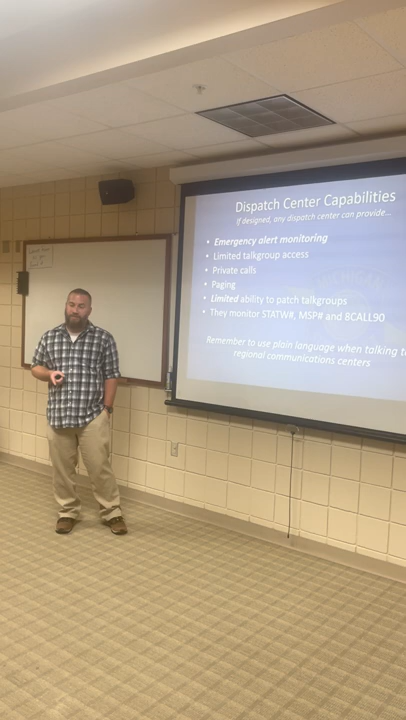 Dispatch Center Capabilities
If designed, any dispatch center can provide...
• Emergency alert monitoring
• Limited talkgroup access
• Private calls
• Paging
• Limited ability to patch talkgroups
• They monitor STATW#, MSP# and 8CALL90
Remember to use plain language when talking t
regional communications centers